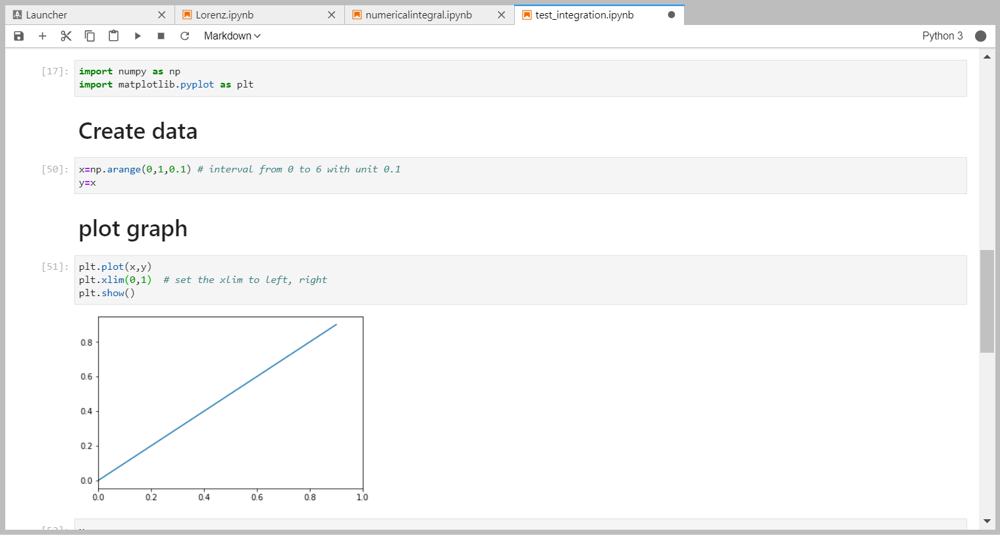 Launcher
Lorenz.ipynb
numericalintegral.ipynb
test_integration.ipynb
Markdown
Python 3
[17]:
import numpy as np
import matplotlib.pyplot as plt
Create data
[50]:
x=np.arange(0,1,0.1) # interval from 0 to 6 with unit 0.1
y=x
plot graph
[51]:
plt.plot(x,y)
plt.xlim(0,1)  # set the xlim to left, right
plt.show()
0.8
0.6
0.4
0.2
0.0
0.0 0.2 0.4 0.6 0.8 1.0